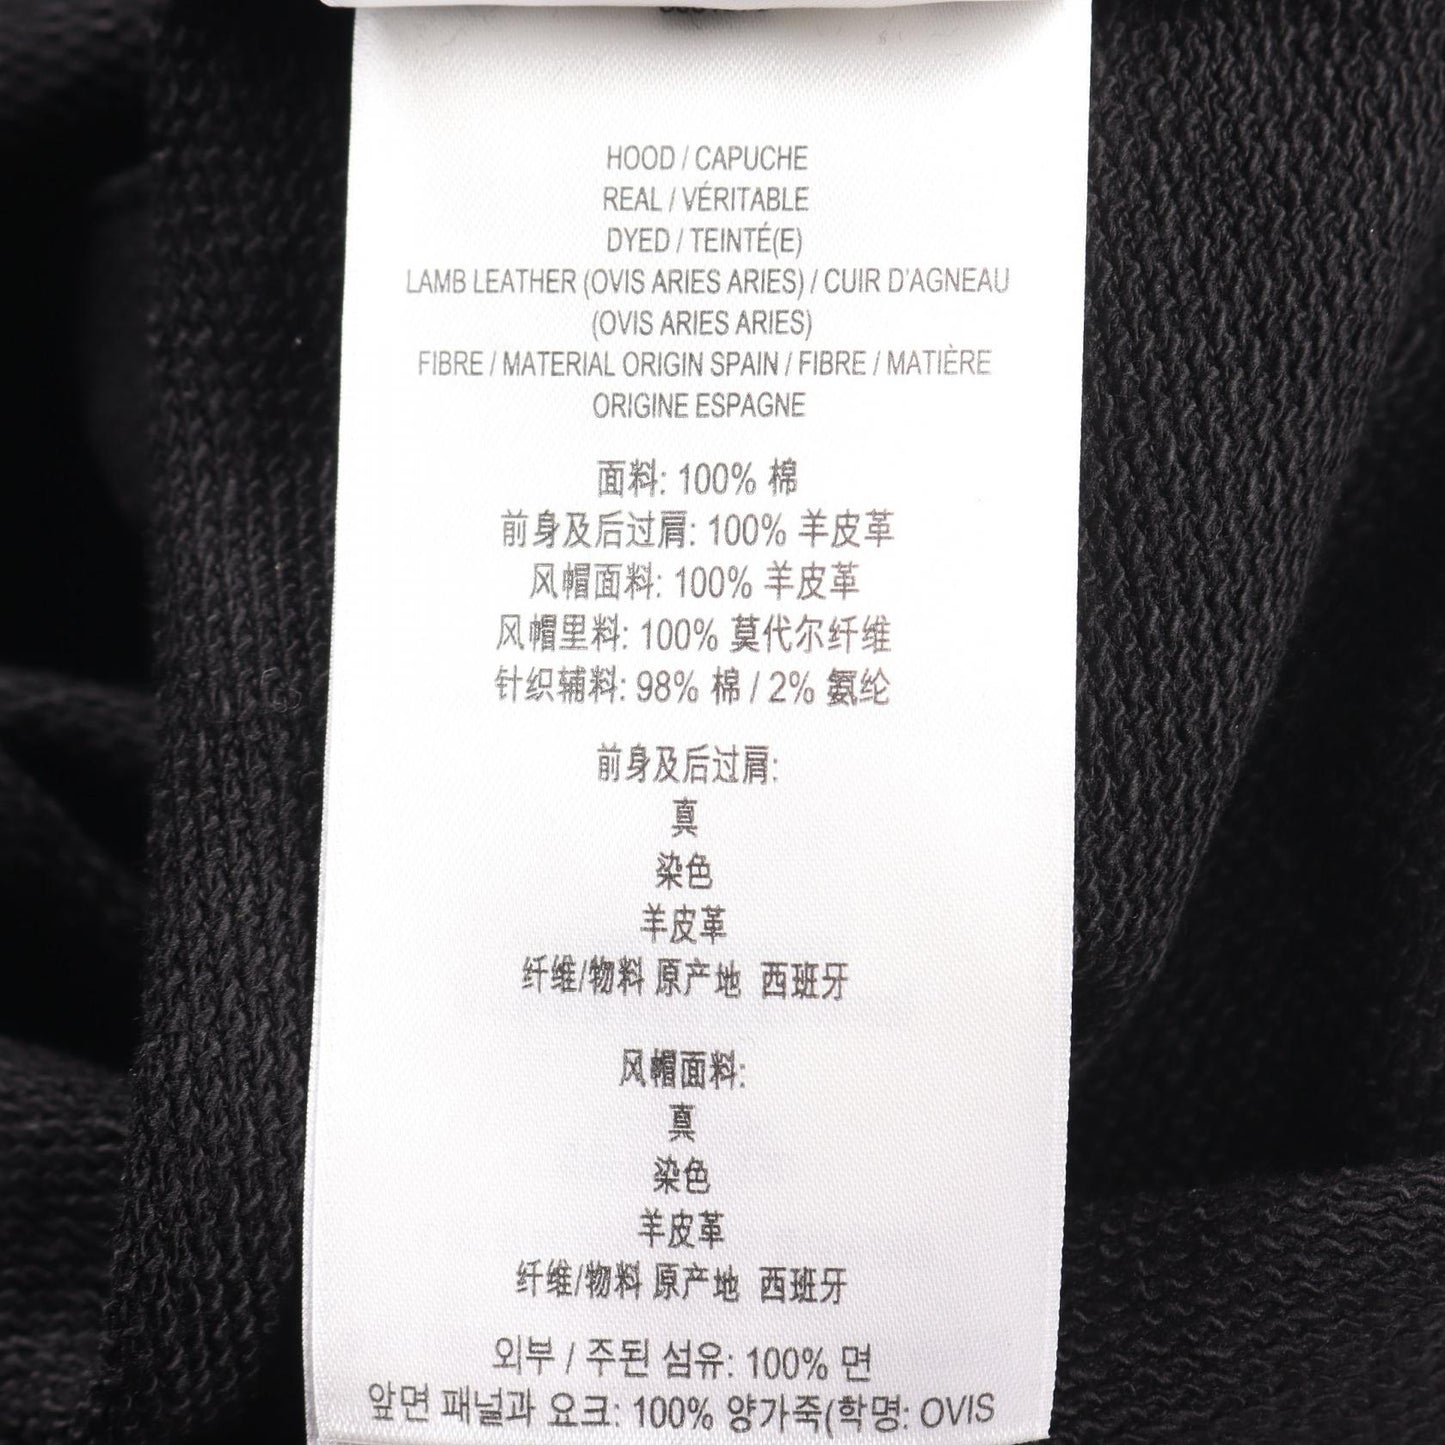 HOOD / CAPUCHE
REAL / VÉRITABLE
DYED / TEINTÉ(E)
LAMB LEATHER (OVIS ARIES ARIES) / CUIR D'AGNEAU
(OVIS ARIES ARIES)
FIBRE / MATERIAL ORIGIN SPAIN / FIBRE / MATIÈRE
ORIGINE ESPAGNE
面料: 100% 棉
前身及后过肩: 100% 羊皮革
风帽面料: 100% 羊皮革
风帽里料: 100% 莫代尔纤维
针织辅料: 98% 棉 / 2% 氨纶
前身及后过肩:
真
染色
羊皮革
纤维/物料 原产地 西班牙
风帽面料:
真
染色
羊皮革
纤维/物料 原产地 西班牙
외부 / 주된 섬유: 100% 면
앞면 패널과 요크: 100% 양가죽(학명: OVIS